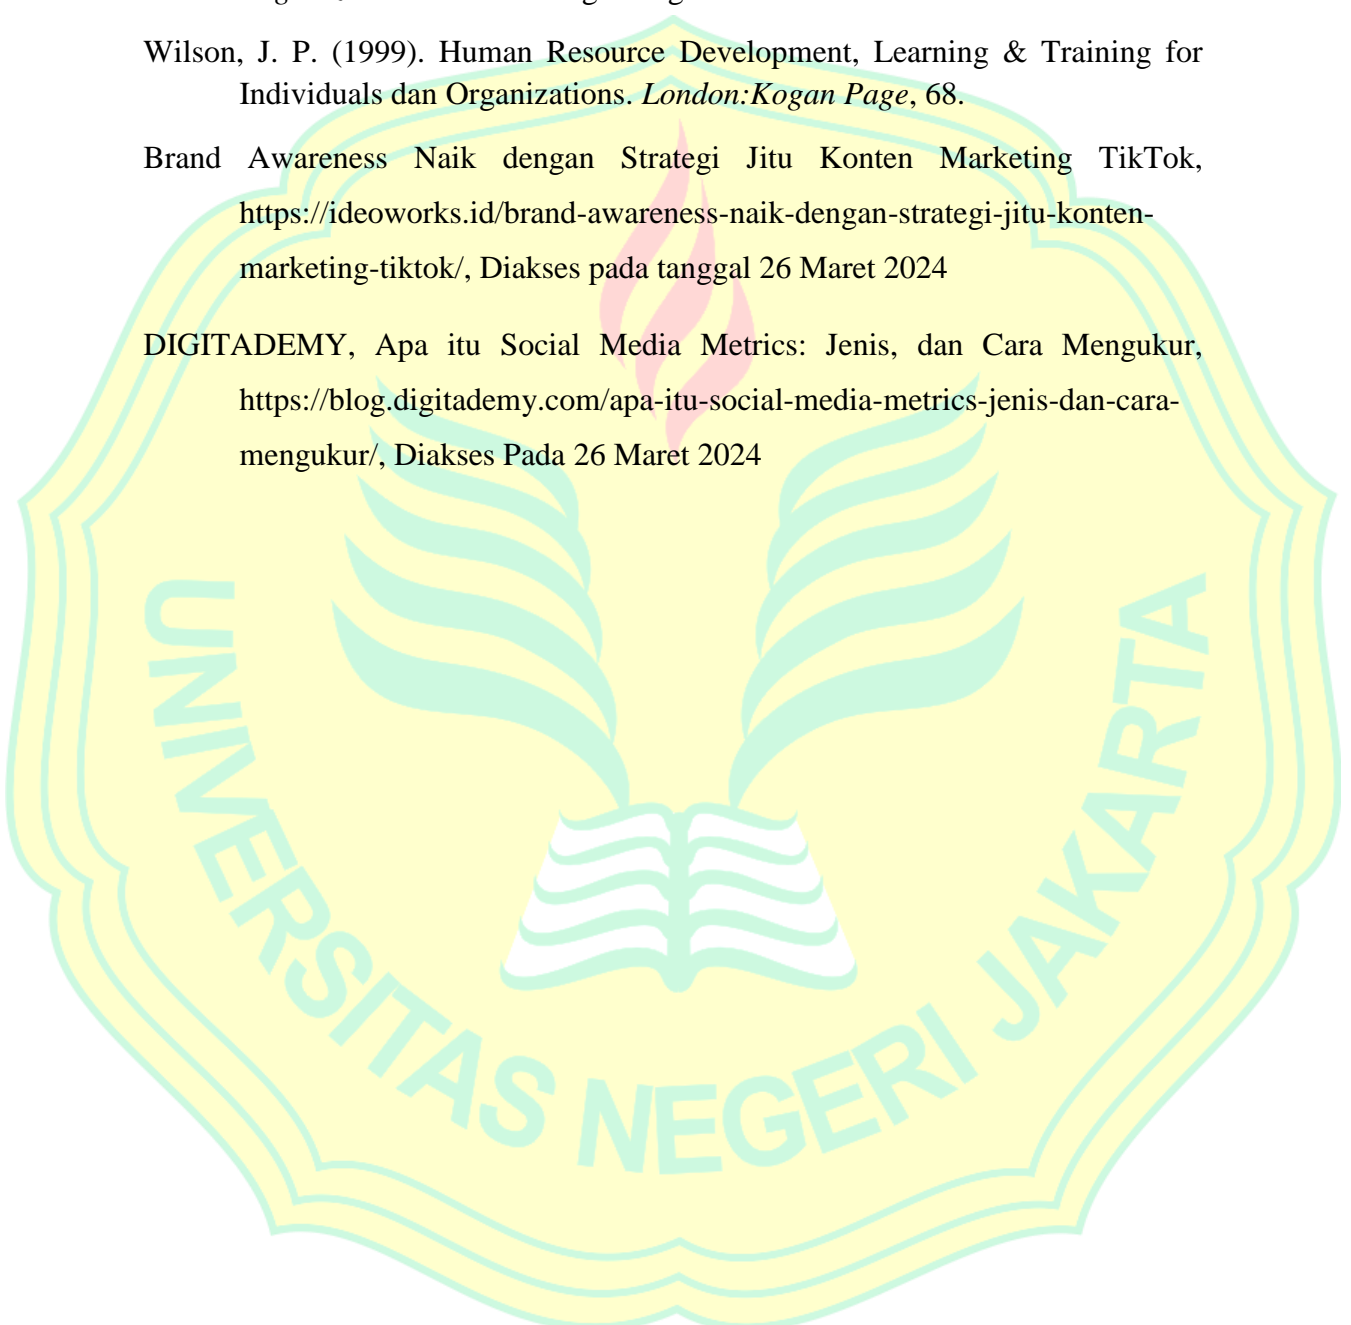 Wilson, J. P. (1999). Human Resource Development, Learning & Training for
Individuals dan Organizations. London:Kogan Page, 68.
Brand Awareness Naik dengan Strategi Jitu Konten Marketing TikTok,
https://ideoworks.id/brand-awareness-naik-dengan-strategi-jitu-konten-
marketing-tiktok/, Diakses pada tanggal 26 Maret 2024
DIGITADEMY, Apa itu Social Media Metrics: Jenis, dan Cara Mengukur,
https://blog.digitademy.com/apa-itu-social-media-metrics-jenis-dan-cara-
mengukur/, Diakses Pada 26 Maret 2024
UNIVERSITAS NEGERI JAKARTA